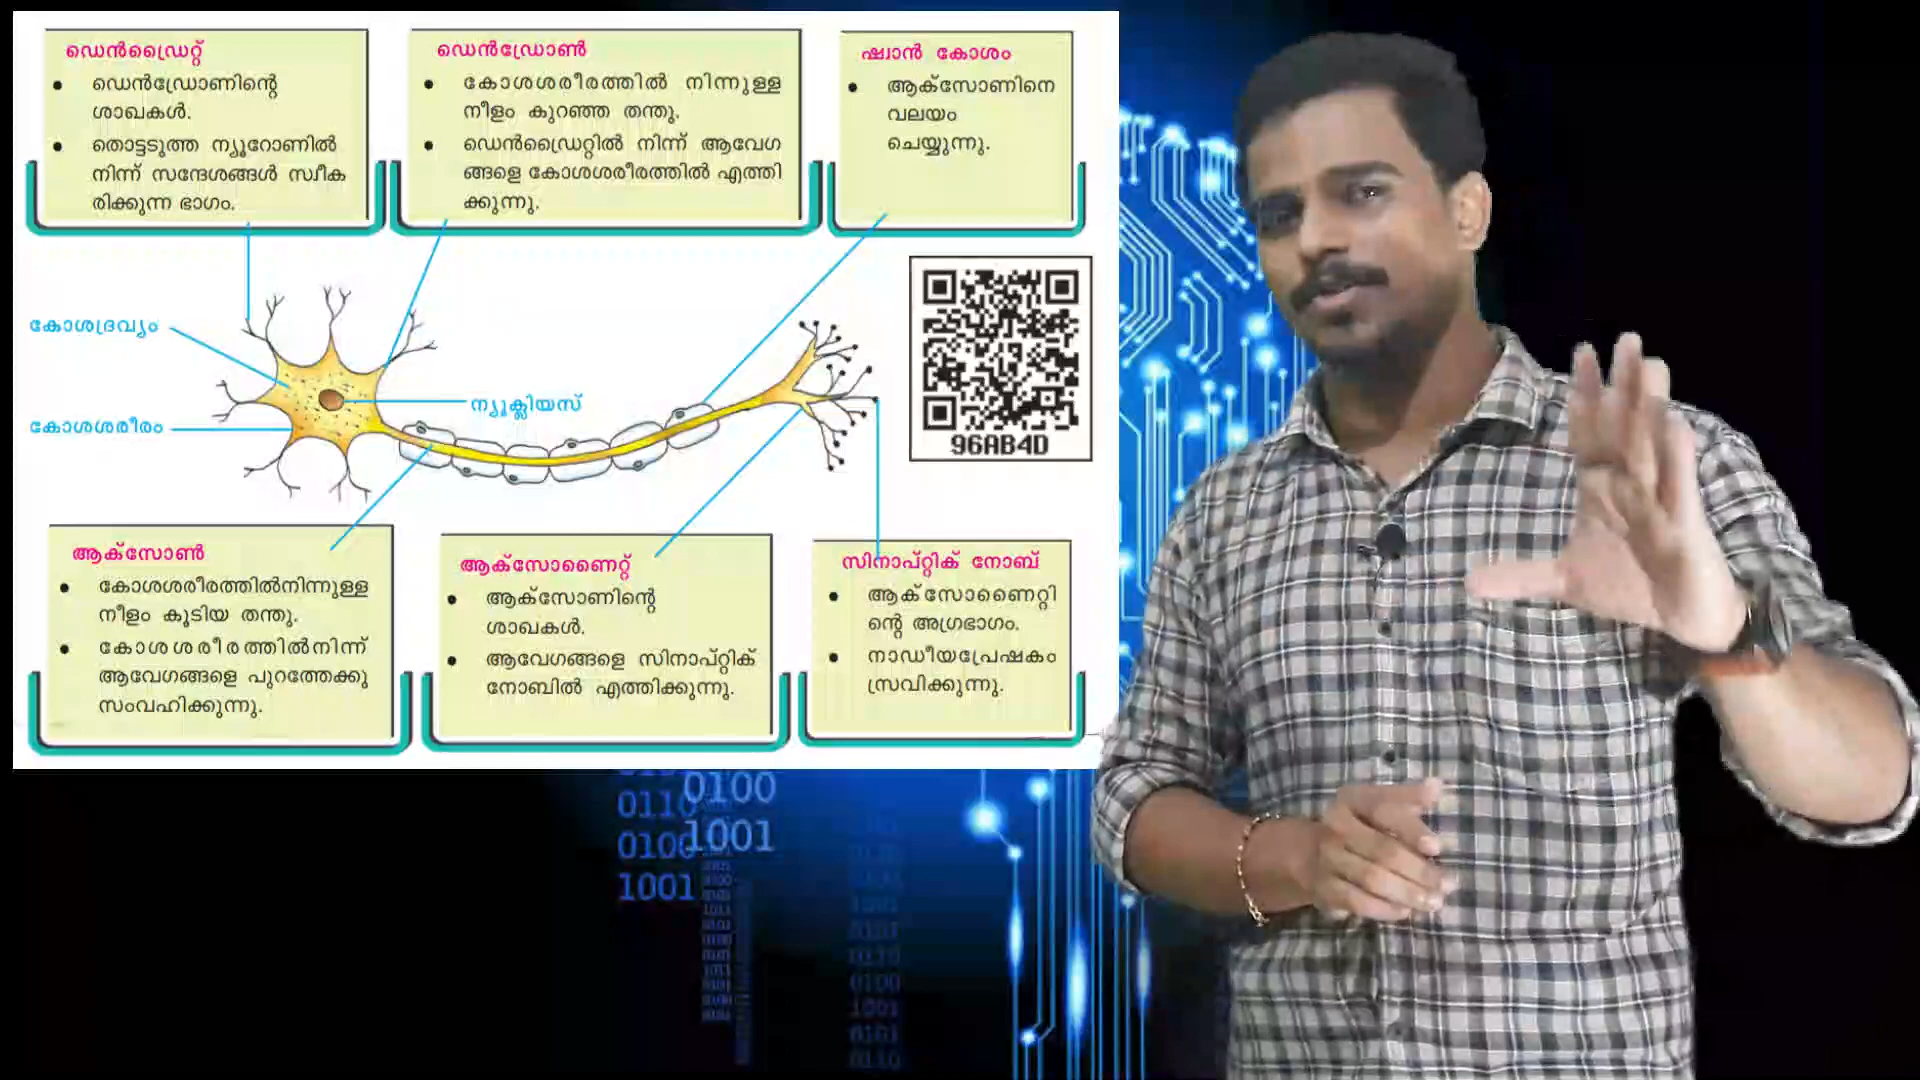 ഡെൻഡ്രൈറ്റ്
ഡെൻഡ്രോണിന്റെ
ശാഖകൾ.
തൊട്ടടുത്ത ന്യൂറോണിൽ
നിന്ന് സന്ദേശങ്ങൾ സ്വീക
രിക്കുന്ന ഭാഗം.
ഡെൻഡ്രോൺ
കോശശരീരത്തിൽ നിന്നുള്ള
നീളം കുറഞ്ഞ തന്തു.
ഡെൻഡ്രൈറ്റിൽ നിന്ന് ആവേഗ
ങ്ങളെ കോശശരീരത്തിൽ എത്തി
ക്കുന്നു.
ഷ്വാൻ കോശം
ആക്സോണിനെ
വലയം
ചെയ്യുന്നു.
കോശദ്രവ്യം
ന്യൂക്ലിയസ്
കോശശരീരം
96AB4D
ആക്സോൺ
കോശശരീരത്തിൽനിന്നുള്ള
നീളം കൂടിയ തന്തു.
കോശശരീരത്തിൽനിന്ന്
ആവേഗങ്ങളെ പുറത്തേക്കു
സംവഹിക്കുന്നു.
ആക്സോണൈറ്റ്
ആക്സോണിന്റെ
ശാഖകൾ.
ആവേഗങ്ങളെ സിനാപ്റ്റിക്
നോബിൽ എത്തിക്കുന്നു.
സിനാപ്റ്റിക് നോബ്
ആക്സോണൈറ്റി
ന്റെ അഗ്രഭാഗം.
നാഡീയപ്രേഷകം
സ്രവിക്കുന്നു.
0100
0110
1001
0100
1001